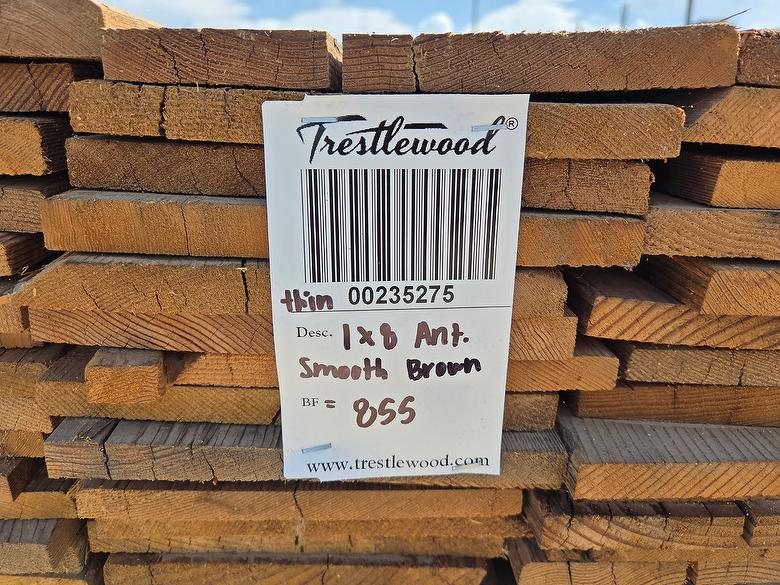 Trestlewood®
thin 00235275
Desc. 1x8 Ant.
Smooth Brown
BF = 855
www.trestlewood.com